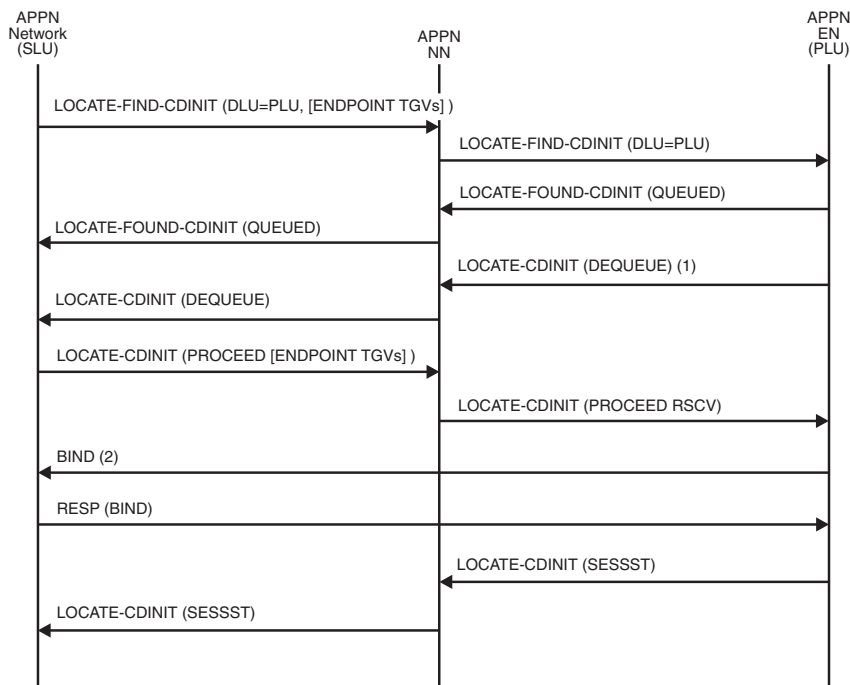 APPN
Network
(SLU)
APPN
NN
APPN
EN
(PLU)
LOCATE-FIND-CDINIT (DLU=PLU, [ENDPOINT TGVs] )
LOCATE-FIND-CDINIT (DLU=PLU)
LOCATE-FOUND-CDINIT (QUEUED)
LOCATE-FOUND-CDINIT (QUEUED)
LOCATE-CDINIT (DEQUEUE) (1)
LOCATE-CDINIT (DEQUEUE)
LOCATE-CDINIT (PROCEED [ENDPOINT TGVs] )
LOCATE-CDINIT (PROCEED RSCV)
BIND (2)
RESP (BIND)
LOCATE-CDINIT (SESSST)
LOCATE-CDINIT (SESSST)